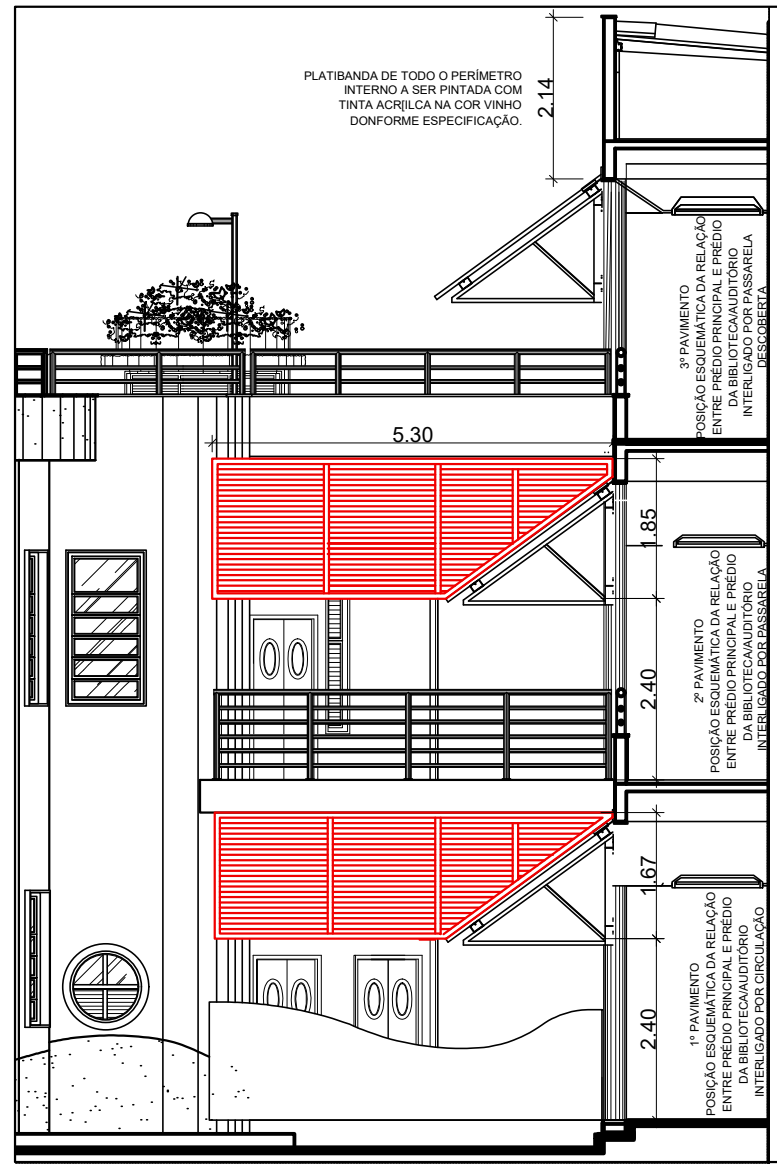 PLATIBANDA DE TODO O PERÍMETRO
INTERNO A SER PINTADA COM
TINTA ACR[ILCA NA COR VINHO
DONFORME ESPECIFICAÇÃO.
2.14
3º PAVIMENTO
POSIÇÃO ESQUEMÁTICA DA RELAÇÃO
ENTRE PRÉDIO PRINCIPAL E PRÉDIO
DA BIBLIOTECA/AUDITÓRIO
INTERLIGADO POR PASSARELA
DESCOBERTA
5.30
1.85
2.40
2º PAVIMENTO
POSIÇÃO ESQUEMÁTICA DA RELAÇÃO
ENTRE PRÉDIO PRINCIPAL E PRÉDIO
DA BIBLIOTECA/AUDITÓRIO
INTERLIGADO POR PASSARELA
1.67
2.40
1º PAVIMENTO
POSIÇÃO ESQUEMÁTICA DA RELAÇÃO
ENTRE PRÉDIO PRINCIPAL E PRÉDIO
DA BIBLIOTECA/AUDITÓRIO
INTERLIGADO POR CIRCULAÇÃO